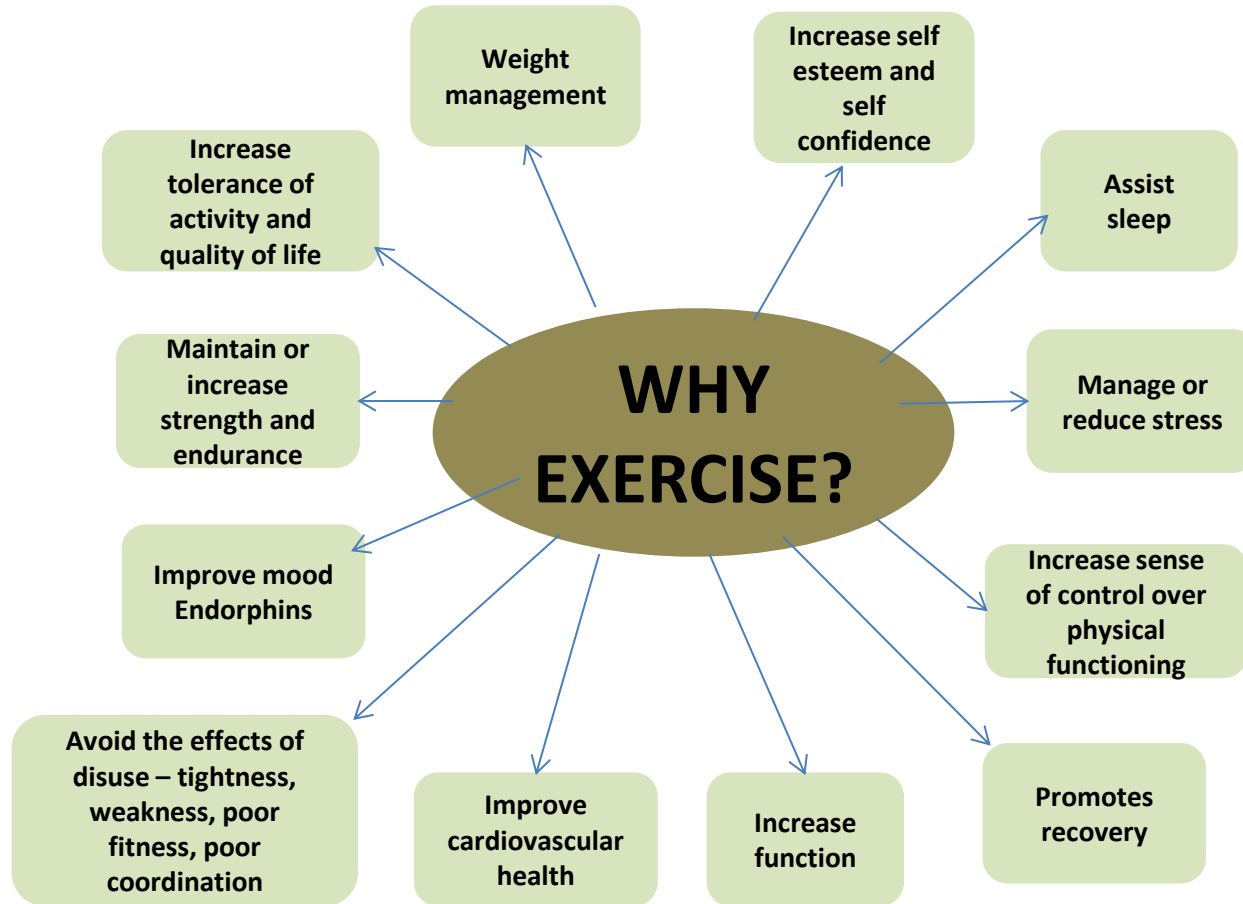 WHY
EXERCISE?
Weight
management
Increase self
esteem and
self
confidence
Assist
sleep
Manage or
reduce stress
Increase sense
of control over
physical
functioning
Promotes
recovery
Increase
function
Improve
cardiovascular
health
Avoid the effects of
disuse – tightness,
weakness, poor
fitness, poor
coordination
Improve mood
Endorphins
Maintain or
increase
strength and
endurance
Increase
tolerance of
activity and
quality of life